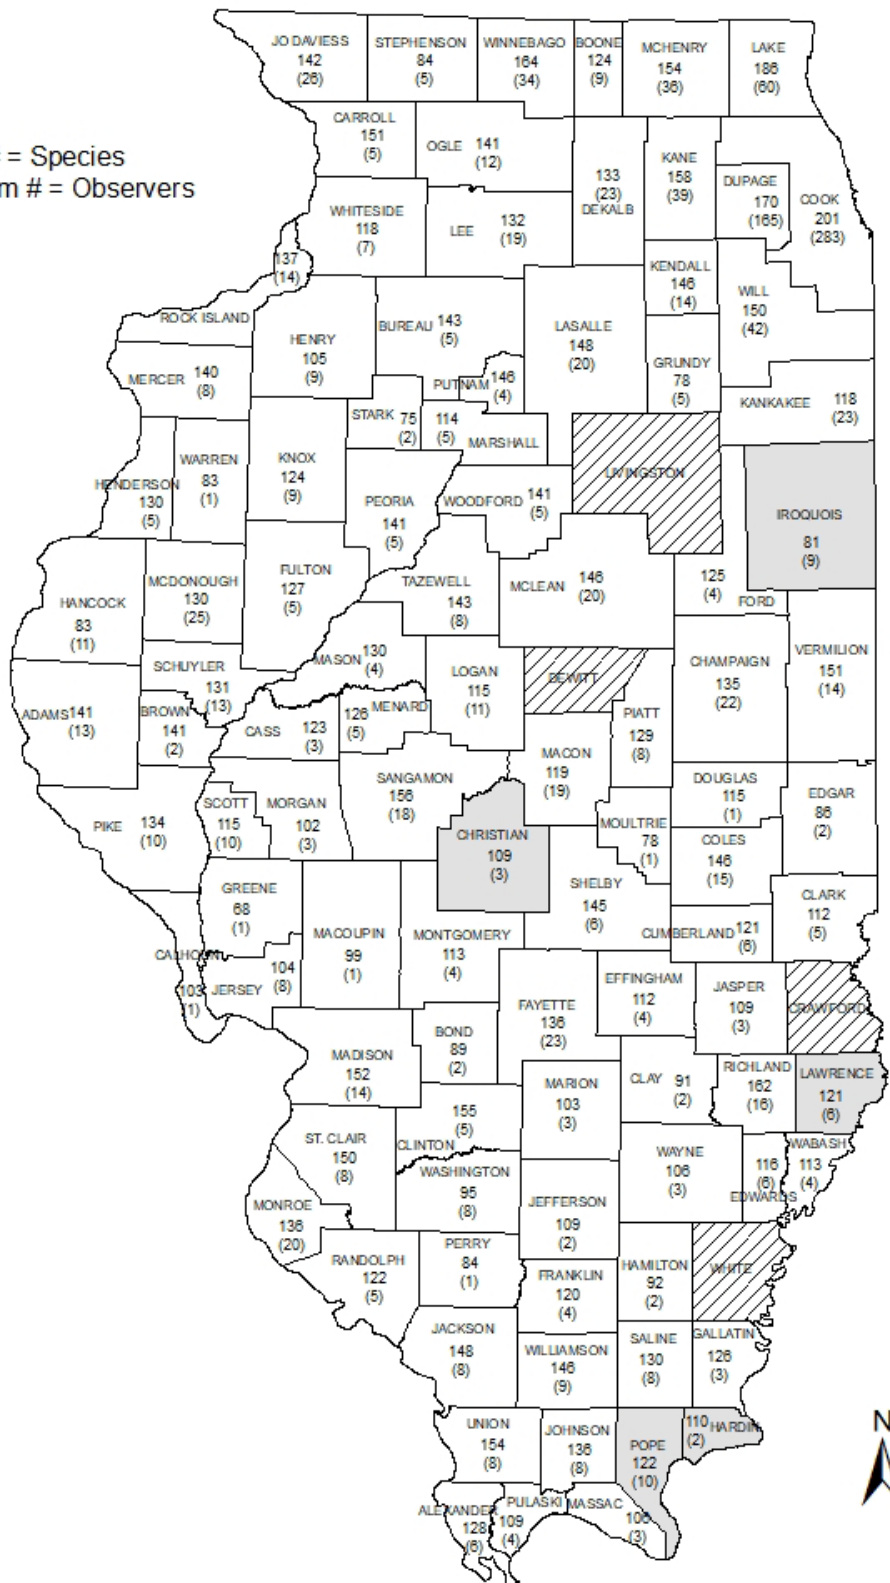 = Species
m # = Observers
JO DAVIESS
142
(26)
STEPHENSON
84
(5)
WINNEBAGO
164
(34)
BOONE
124
(9)
MCHENRY
154
(36)
LAKE
186
(60)
CARROLL
151
(5)
OGLE 141
(12)
133
(23)
DEKALB
KANE
158
(39)
DUPAGE
170
(165)
COOK
201
(283)
WHITESIDE
118
(7)
LEE 132
(19)
137
(14)
ROCK ISLAND
KENDALL
146
(14)
WILL
150
(42)
HENRY
105
(9)
BUREAU 143
(5)
LASALLE
148
(20)
GRUNDY
78
(5)
MERCER 140
(8)
PUTNAM 146
(4)
KANKAKEE 118
(23)
STARK 75
(2)
114
(5)
MARSHALL
HENDERSON
130
(5)
WARREN
83
(1)
KNOX
124
(9)
PEORIA
141
(5)
WOODFORD 141
(5)
LIVINGSTON
IROQUOIS
81
(9)
HANCOCK
83
(11)
MCDONOUGH
130
(25)
FULTON
127
(5)
TAZEWELL
143
(8)
MCLEAN 146
(20)
125
(4)
FORD
SCHUYLER
131
(13)
MASON 130
(4)
LOGAN
115
(11)
DEWITT
CHAMPAIGN
135
(22)
VERMILION
151
(14)
ADAMS 141
(13)
BROWN
141
(2)
CASS 123
(3)
126
(5)
MENARD
PIATT
129
(8)
MACON
119
(19)
SANGAMON
156
(18)
DOUGLAS
115
(1)
EDGAR
86
(2)
PIKE 134
(10)
SCOTT
115
(10)
MORGAN
102
(3)
CHRISTIAN
109
(3)
MOULTRIE
78
(1)
COLES
146
(15)
GREENE
68
(1)
MACOUPIN
99
(1)
MONTGOMERY
113
(4)
SHELBY
145
(6)
CUMBERLAND 121
(6)
CLARK
112
(5)
CALHOUN
103
(1)
JERSEY 104
(8)
FAYETTE
136
(23)
EFFINGHAM
112
(4)
JASPER
109
(3)
CRAWFORD
MADISON
152
(14)
BOND
89
(2)
MARION
103
(3)
CLAY 91
(2)
RICHLAND
162
(16)
LAWRENCE
121
(6)
ST. CLAIR
150
(8)
155
(5)
CLINTON
WASHINGTON
95
(8)
JEFFERSON
109
(2)
WAYNE
106
(3)
116
(6)
EDWARDS
WABASH
113
(4)
MONROE
136
(20)
RANDOLPH
122
(5)
PERRY
84
(1)
FRANKLIN
120
(4)
HAMILTON
92
(2)
WHITE
JACKSON
148
(8)
WILLIAMSON
146
(9)
SALINE
130
(8)
GALLATIN
126
(3)
UNION
154
(8)
JOHNSON
136
(8)
POPE
122
(10)
110
(2)
HARDIN
ALEXANDER
128
(6)
PULASKI
109
(4)
MASSAC
106
(3)
N